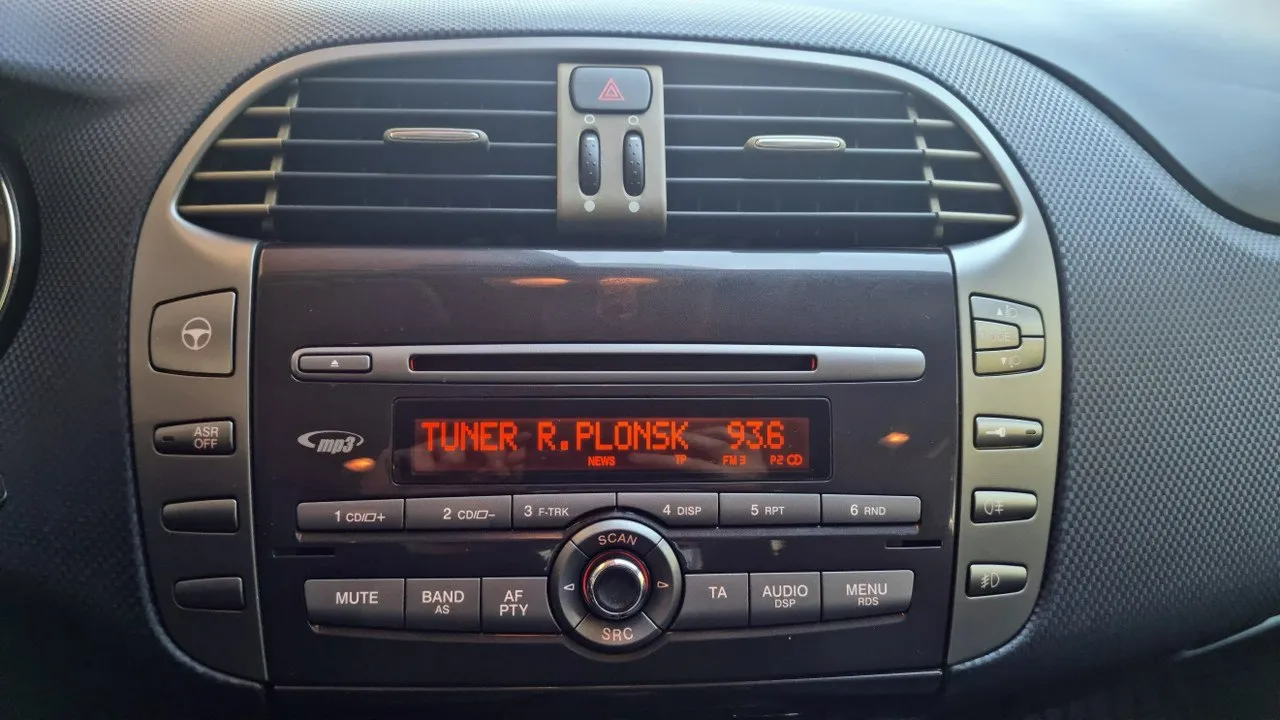 MODE
ASR
OFF
mp3
TUNER R.PLONSK 93.6
NEWS TP FM 3 P2
1 CD/+
2 CD/-
3 F-TRK
4 DISP
5 RPT
6 RND
SCAN
MUTE
BAND
AS
AF
PTY
TA
AUDIO
DSP
MENU
RDS
SRC